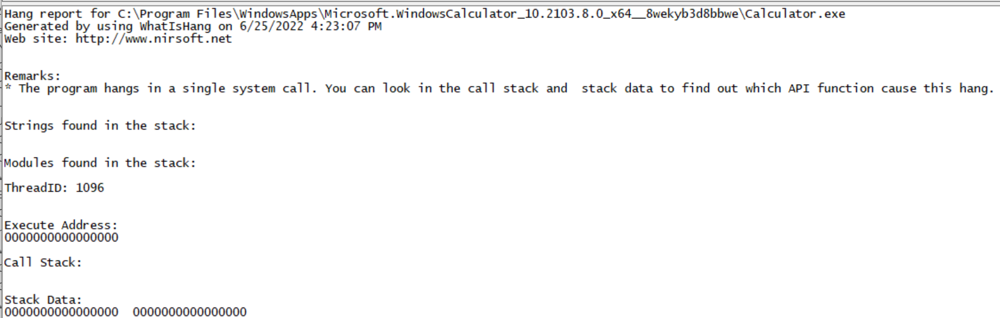 Hang report for C:\Program Files\WindowsApps\Microsoft.WindowsCalculator_10.2103.8.0_x64__8wekyb3d8bbwe\Calculator.exe
Generated by using WhatIsHang on 6/25/2022 4:23:07 PM
Web site: http://www.nirsoft.net
Remarks:
* The program hangs in a single system call. You can look in the call stack and  stack data to find out which API function cause this hang.
Strings found in the stack:
Modules found in the stack:
ThreadID: 1096
Execute Address:
0000000000000000
Call Stack:
Stack Data:
0000000000000000  0000000000000000